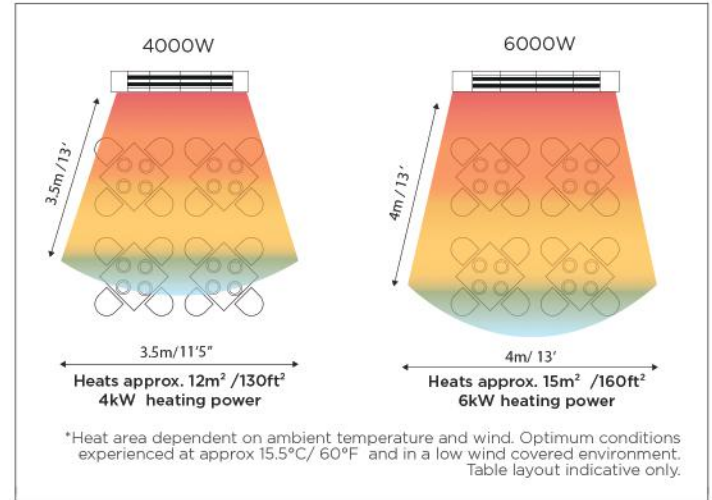 4000W
6000W
3.5m/13'
4m/13'
3.5m/11'5"
4m/ 13'
Heats approx. 12m² /130ft²
4kW heating power
Heats approx. 15m² /160ft²
6kW heating power
*Heat area dependent on ambient temperature and wind. Optimum conditions
experienced at approx 15.5°C/ 60°F and in a low wind covered environment.
Table layout indicative only.